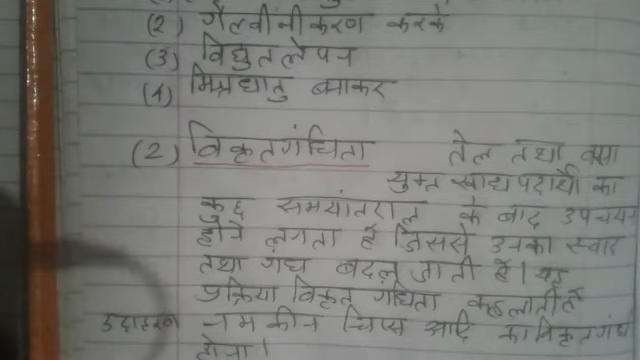 (2) गैल्वीनीकरण करके
(3) विद्युतलेपन
(4) मिश्रधातु बनाकर
(2) विकृतगंधिता तेल तथा वसा
युक्त खाद्य पदार्थो का
कुछ समयांतराल के बाद उपचयन
होने लगता है जिससे उनका स्वाद
तथा गंध बदल जाती है। यह
प्रक्रिया विकृत गंधिता कहलाती है
उदाहरण नमकीन चिप्स आदि का विकृतगंधी
होना।